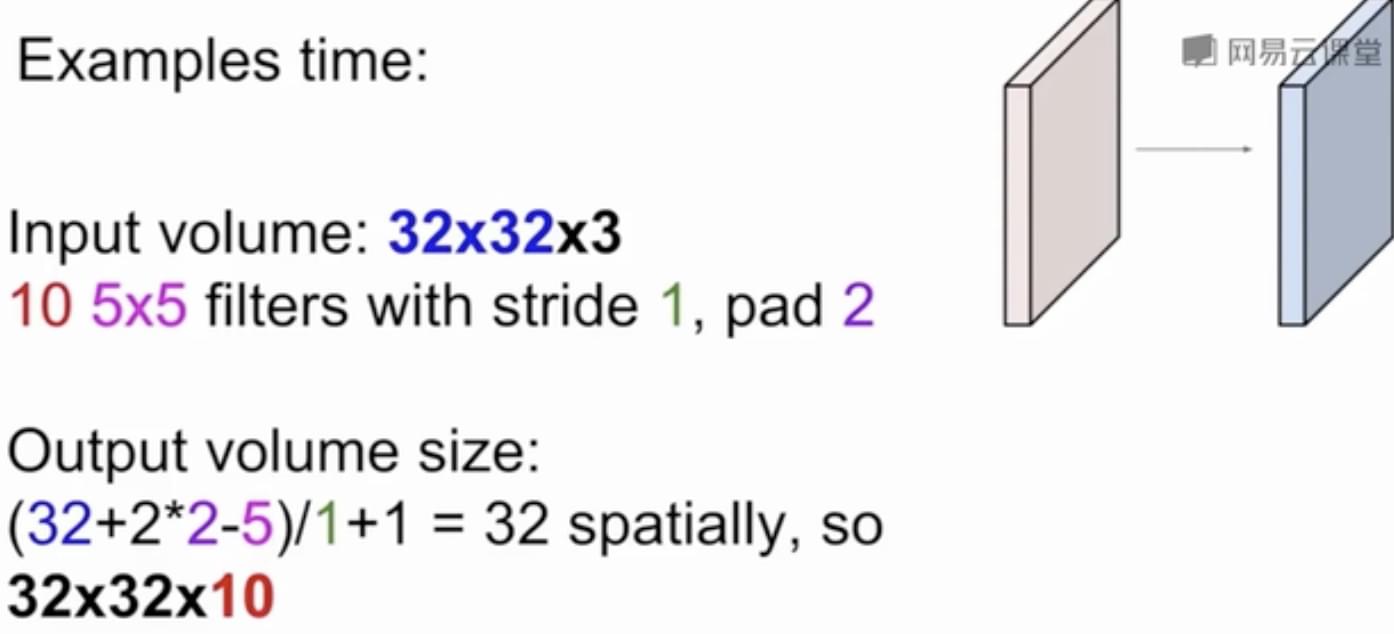 Examples time:
网易云课堂
Input volume: 32x32x3
10 5x5 filters with stride 1, pad 2
Output volume size:
(32+2*2-5)/1+1 = 32 spatially, so
32x32x10